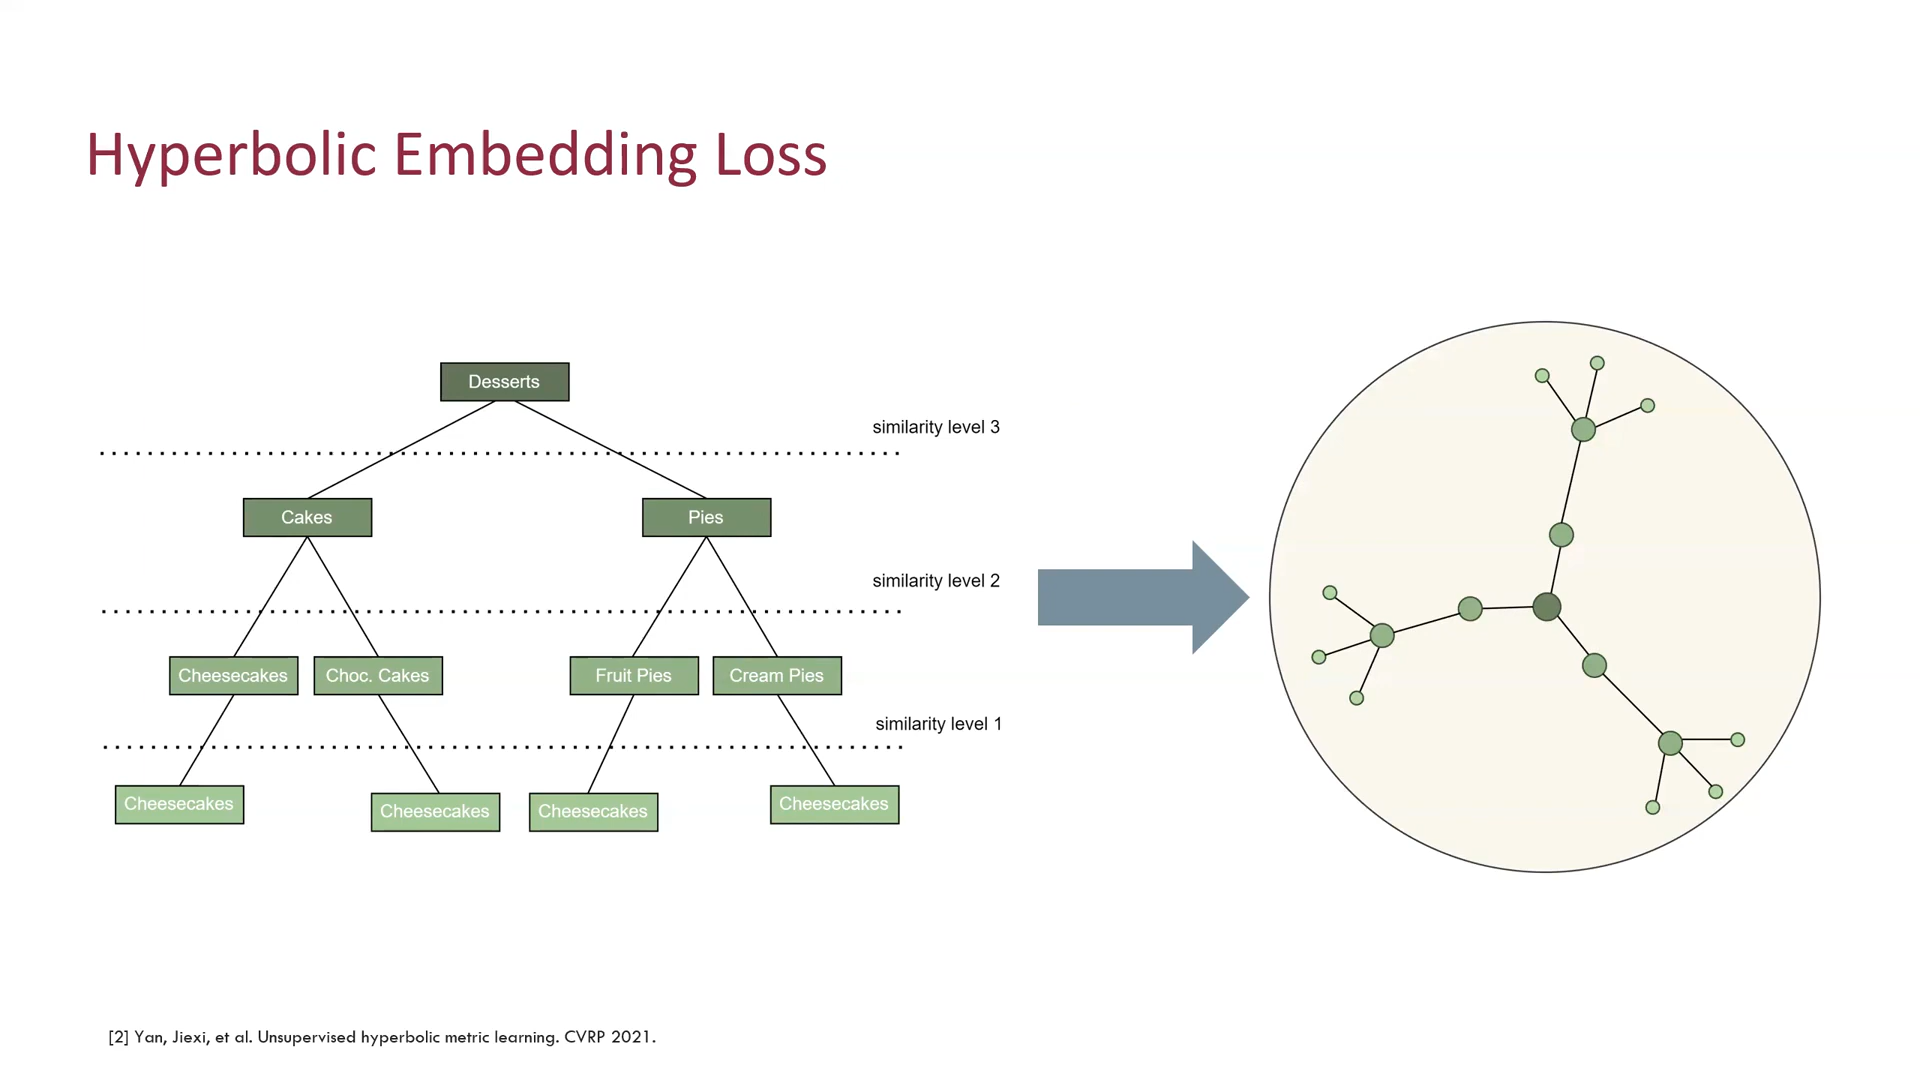 Hyperbolic Embedding Loss
Desserts
similarity level 3
Cakes
Pies
similarity level 2
Cheesecakes
Choc. Cakes
Fruit Pies
Cream Pies
similarity level 1
Cheesecakes
Cheesecakes
Cheesecakes
Cheesecakes
[2] Yan, Jiexi, et al. Unsupervised hyperbolic metric learning. CVRP 2021.